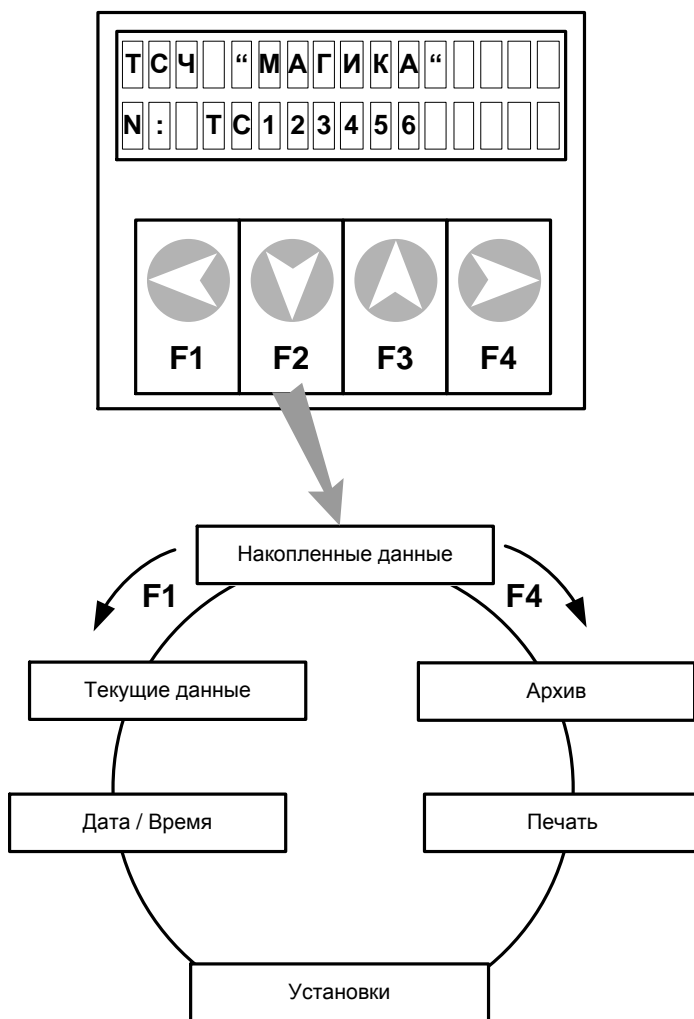 ТСЧ “МАГИКА“
N: ТС123456
F1 F2 F3 F4
Накопленные данные
F1 F4
Текущие данные
Архив
Дата / Время
Печать
Установки